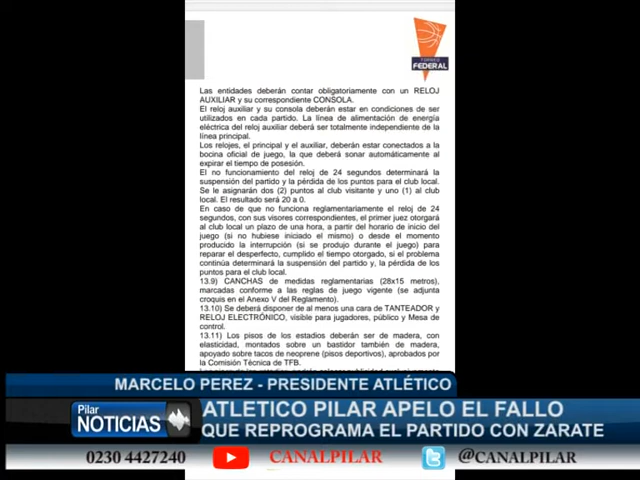 TORNEO
FEDERAL
Las entidades deberán contar obligatoriamente con un RELOJ
AUXILIAR y su correspondiente CONSOLA.
El reloj auxiliar y su consola deberán estar en condiciones de ser
utilizados en cada partido. La línea de alimentación de energía
eléctrica del reloj auxiliar deberá ser totalmente independiente de la
línea principal.
Los relojes, el principal y el auxiliar, deberán estar conectados a la
bocina oficial de juego, la que deberá sonar automáticamente al
expirar el tiempo de posesión.
El no funcionamiento del reloj de 24 segundos determinará la
suspensión del partido y la pérdida de los puntos para el club local.
Se le asignarán dos (2) puntos al club visitante y uno (1) al club
local. El resultado será 20 a 0.
En caso de que no funciona reglamentariamente el reloj de 24
segundos, con sus visores correspondientes, el primer juez otorgará
al club local un plazo de una hora, a partir del horario de inicio del
juego (si no hubiese iniciado el mismo) o desde el momento
producido la interrupción (si se produjo durante el juego) para
reparar el desperfecto, cumplido el tiempo otorgado, si el problema
continúa determinará la suspensión del partido y, la pérdida de los
puntos para el club local.
13.9) CANCHAS de medidas reglamentarias (28x15 metros),
marcadas conforme a las reglas de juego vigente (se adjunta
croquis en el Anexo V del Reglamento).
13.10) Se deberá disponer de al menos una cara de TANTEADOR y
RELOJ ELECTRÓNICO, visible para jugadores, público y Mesa de
control.
13.11) Los pisos de los estadios deberán ser de madera, con
elasticidad, montados sobre un bastidor también de madera,
apoyado sobre tacos de neoprene (pisos deportivos), aprobados por
la Comisión Técnica de TFB.
MARCELO PEREZ - PRESIDENTE ATLÉTICO
Pilar
NOTICIAS
ATLETICO PILAR APELO EL FALLO
QUE REPROGRAMA EL PARTIDO CON ZARATE
0230 4427240
CANALPILAR
@CANALPILAR